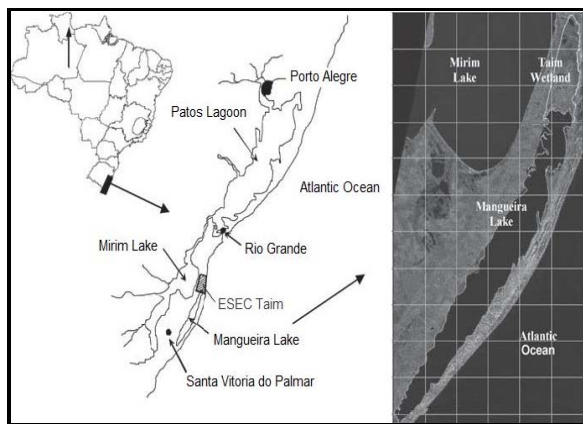 Porto Alegre
Patos Lagoon
Atlantic Ocean
Rio Grande
Mirim Lake
ESEC Taim
Mangueira Lake
Santa Vitoria do Palmar
Mirim
Lake
Taim
Wetland
Mangueira
Lake
Atlantic
Ocean